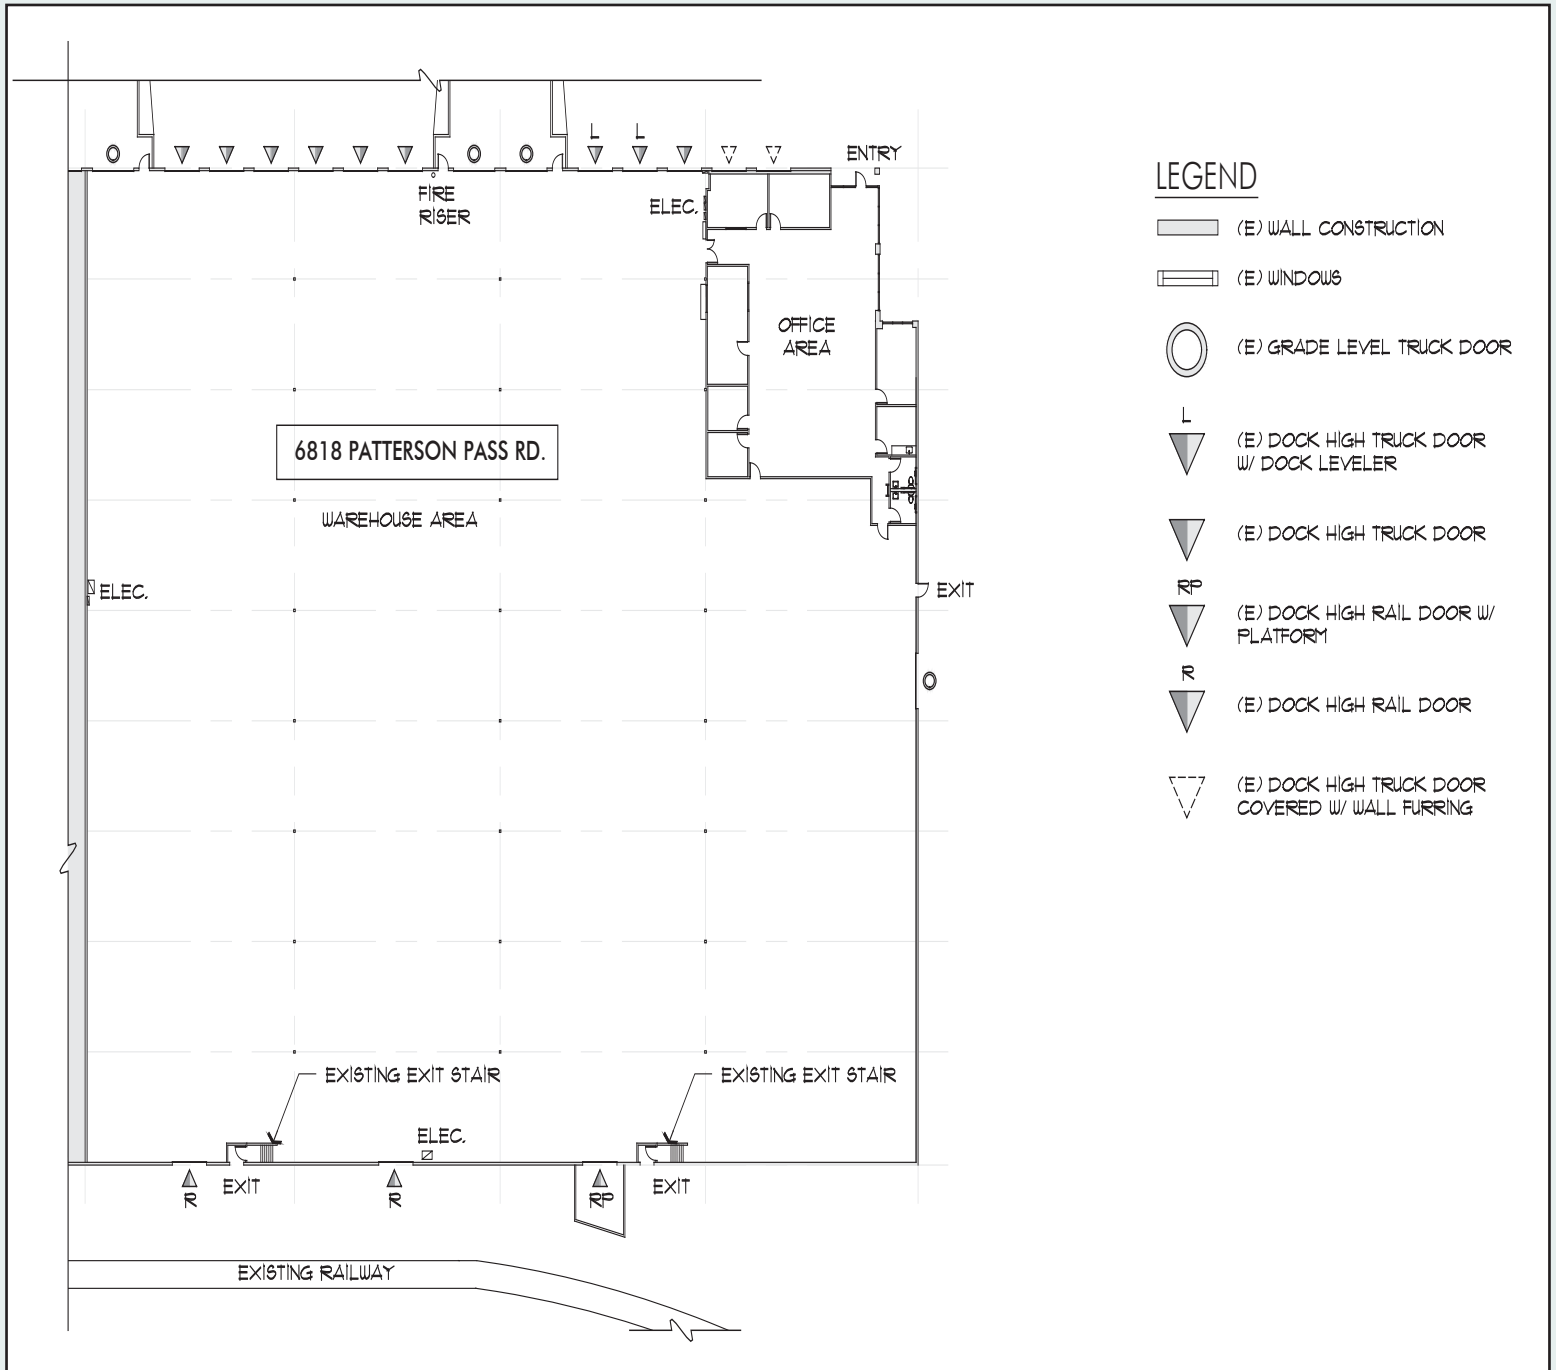 L
L
ENTRY
FIRE
RISER
ELEC.
OFFICE
AREA
6818 PATTERSON PASS RD.
WAREHOUSE AREA
ELEC.
EXIT
EXISTING EXIT STAIR
EXISTING EXIT STAIR
ELEC.
R
EXIT
R
RP
EXIT
EXISTING RAILWAY
LEGEND
(E) WALL CONSTRUCTION
(E) WINDOWS
(E) GRADE LEVEL TRUCK DOOR
L
(E) DOCK HIGH TRUCK DOOR
W/ DOCK LEVELER
(E) DOCK HIGH TRUCK DOOR
RP
(E) DOCK HIGH RAIL DOOR W/
PLATFORM
R
(E) DOCK HIGH RAIL DOOR
(E) DOCK HIGH TRUCK DOOR
COVERED W/ WALL FURRING